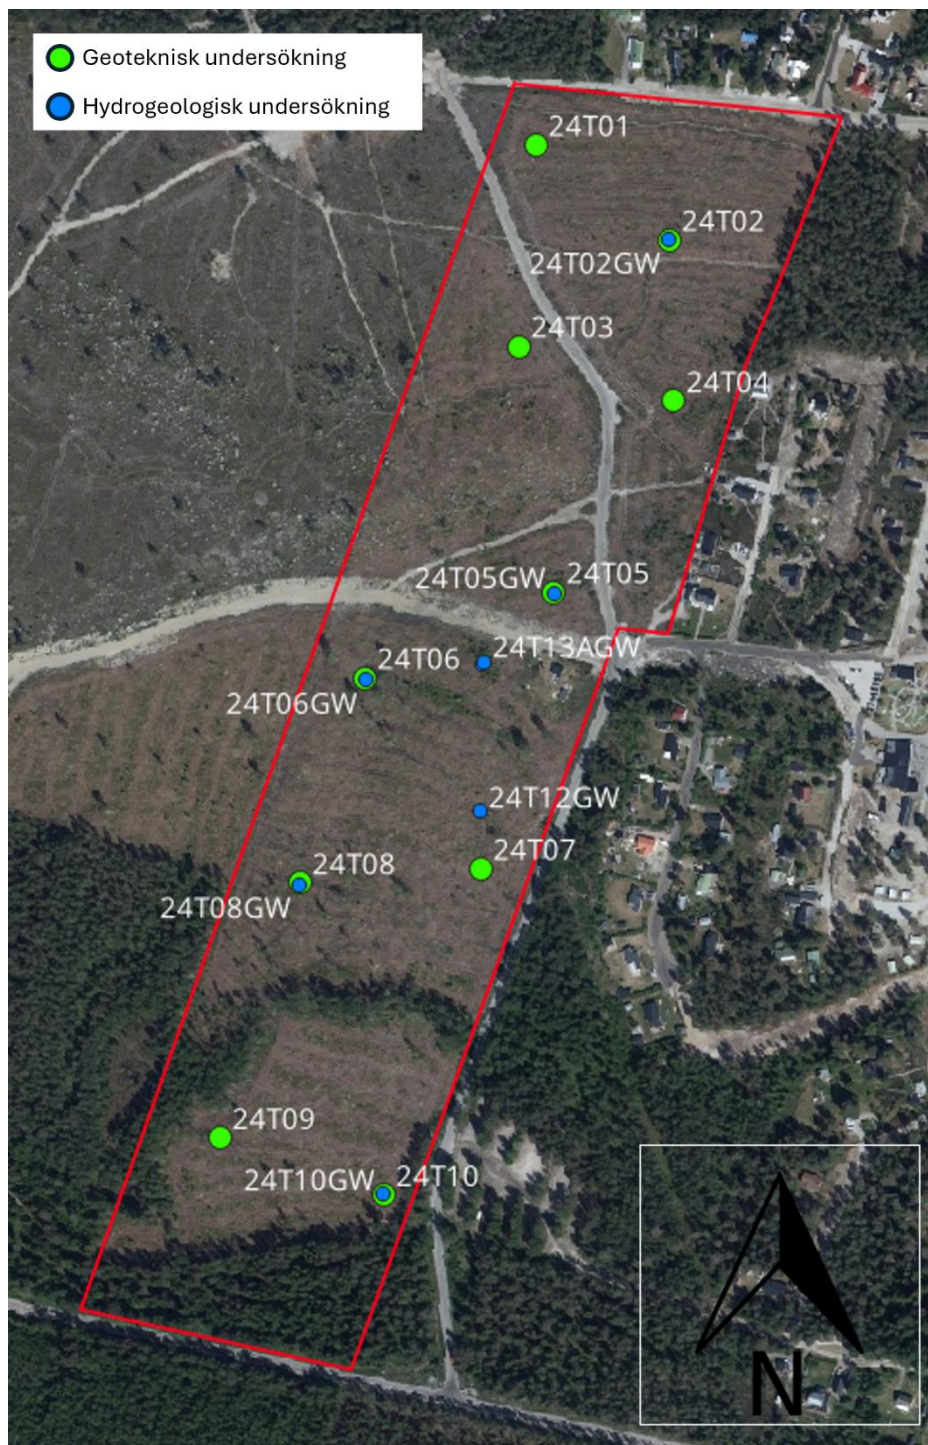 Geoteknisk undersökning
Hydrogeologisk undersökning
24T01
24T02
24T02GW
24T03
24T04
24T05GW
24T05
24T13AGW
24T06
24T06GW
24T12GW
24T07
24T08
24T08GW
24T09
24T10GW
24T10
N